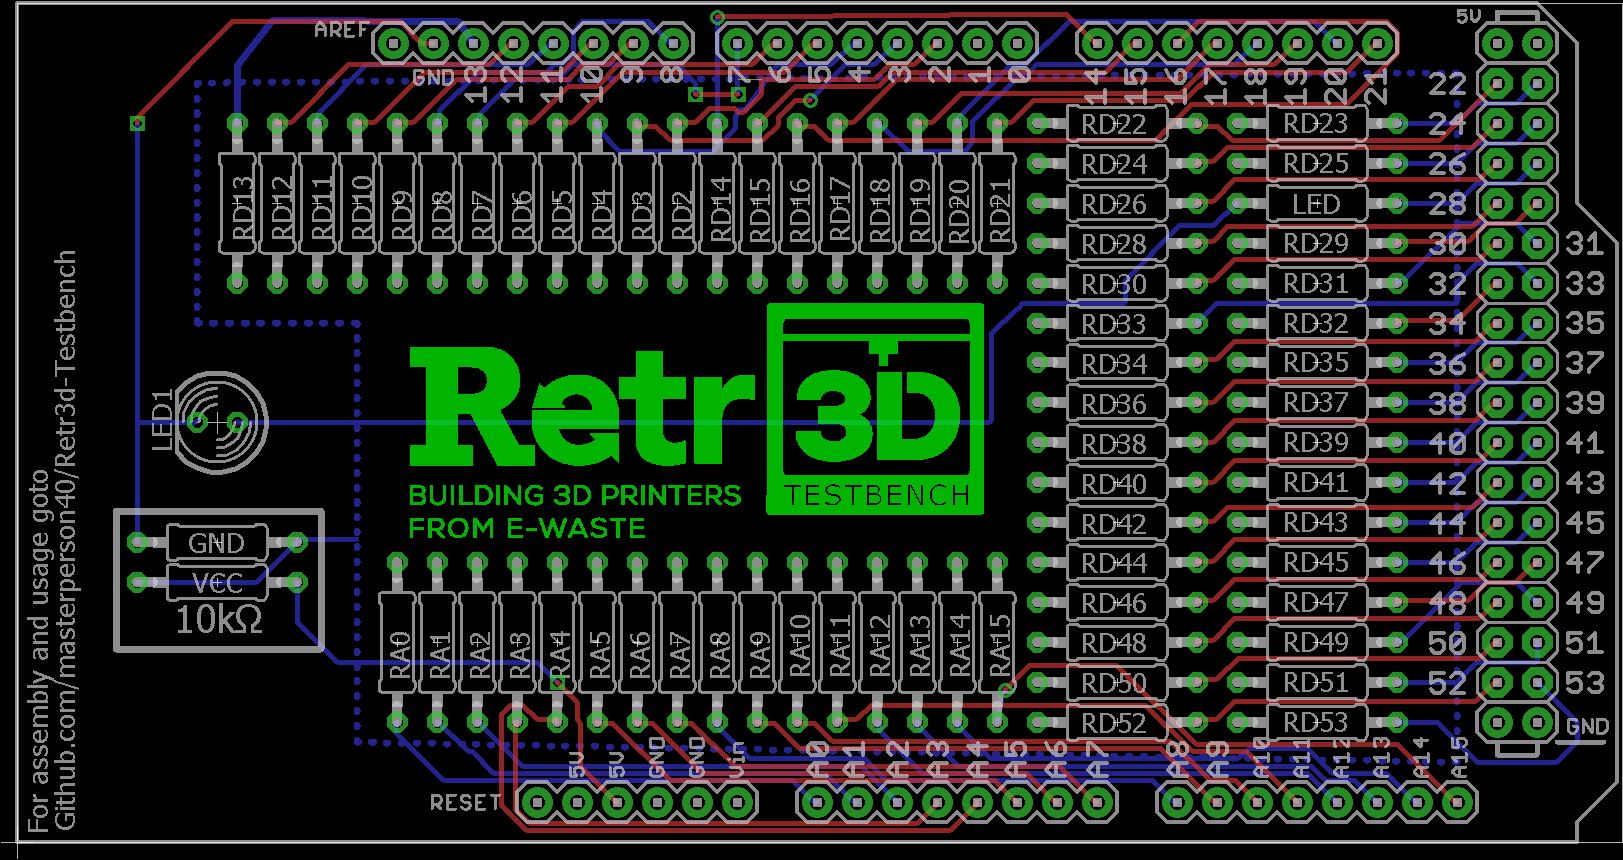 AREF
GND
13
12
11
10
9
8
7
6
5
4
3
2
1
0
14
15
16
17
18
19
20
21
5V
RD13
RD12
RD11
RD10
RD9
RD8
RD7
RD6
RD5
RD4
RD3
RD2
RD14
RD15
RD16
RD17
RD18
RD19
RD20
RD21
RD22 RD23
RD24 RD25
RD26 LED
RD28 RD29
RD30 RD31
RD33 RD32
RD34 RD35
RD36 RD37
RD38 RD39
RD40 RD41
RD42 RD43
RD44 RD45
RD46 RD47
RD48 RD49
RD50 RD51
RD52 RD53
22
24
26
28
30 31
32 33
34 35
36 37
38 39
40 41
42 43
44 45
46 47
48 49
50 51
52 53
GND
LED1
Retr3D
TESTBENCH
BUILDING 3D PRINTERS
FROM E-WASTE
GND
VCC
10kΩ
For assembly and usage goto
Github.com/masterperson40/Retr3d-Testbench
RA0
RA1
RA2
RA3
RA4
RA5
RA6
RA7
RA8
RA9
RA10
RA11
RA12
RA13
RA14
RA15
RESET
5V
5V
GND
GND
Vin
A0
A1
A2
A3
A4
A5
A6
A7
A8
A9
A10
A11
A12
A13
A14
A15